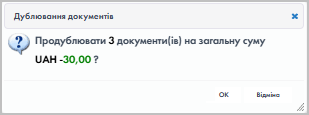 Дублювання документів
Продублювати 3 документи(ів) на загальну суму
UAH -30,00 ?
OK Відміна